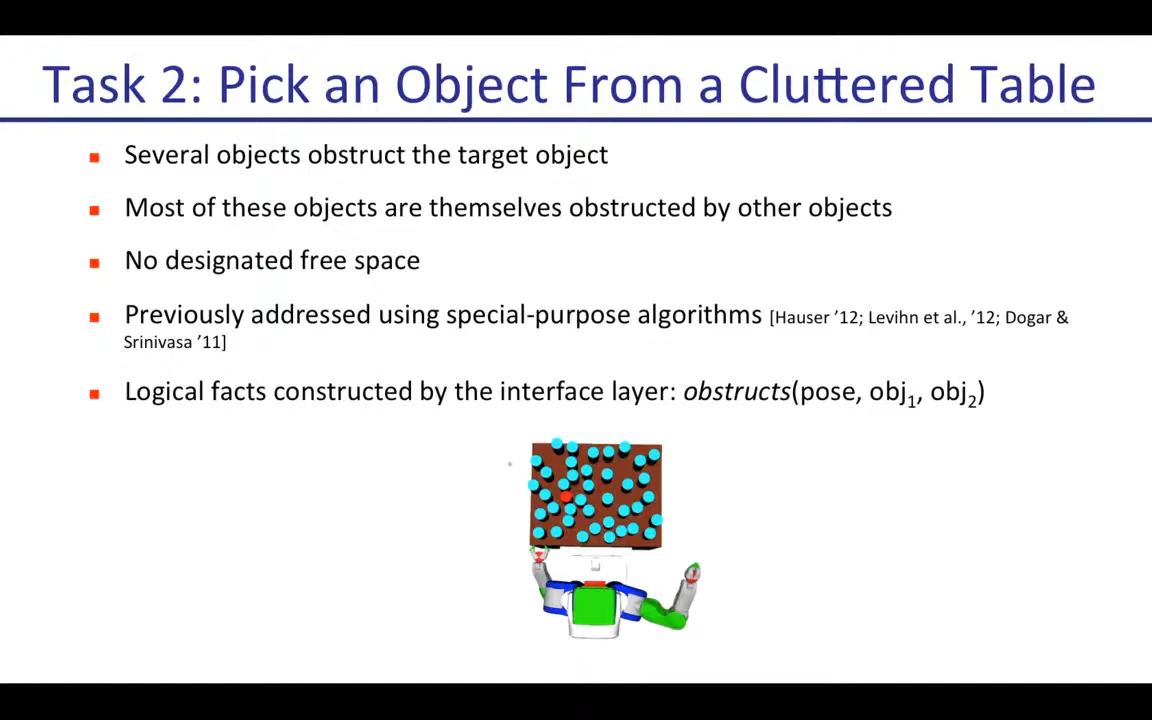 Task 2: Pick an Object From a Cluttered Table
Several objects obstruct the target object
Most of these objects are themselves obstructed by other objects
No designated free space
Previously addressed using special-purpose algorithms [Hauser ’12; Levihn et al., ’12; Dogar &
Srinivasa ’11]
Logical facts constructed by the interface layer: obstructs(pose, obj₁, obj₂)